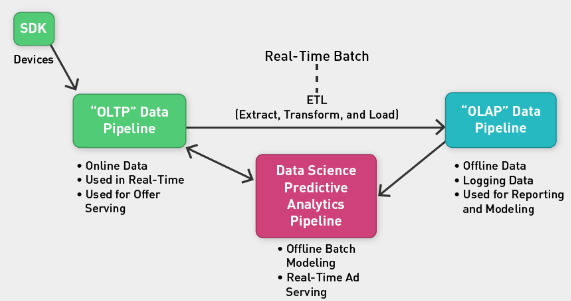 SDK
Devices
Real-Time Batch
ETL
(Extract, Transform, and Load)
“OLTP” Data
Pipeline
• Online Data
• Used in Real-Time
• Used for Offer
Serving
“OLAP” Data
Pipeline
• Offline Data
• Logging Data
• Used for Reporting
and Modeling
Data Science
Predictive
Analytics
Pipeline
• Offline Batch
Modeling
• Real-Time Ad
Serving